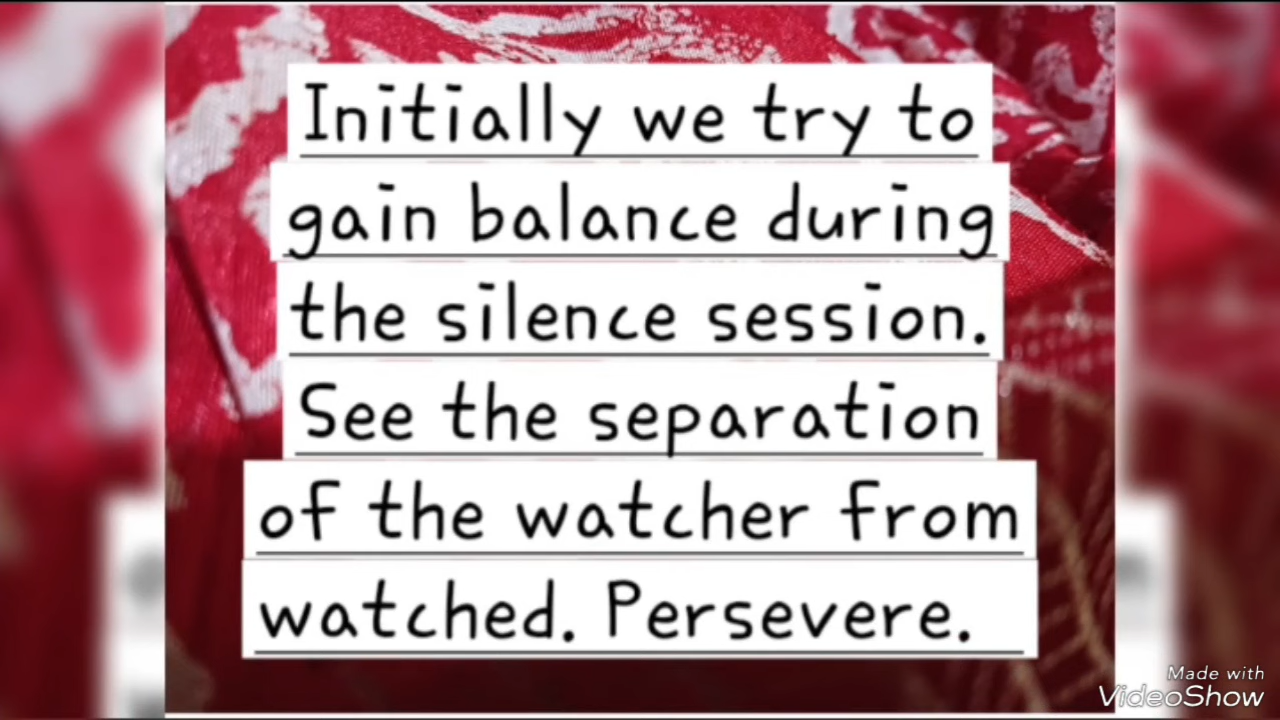 Initially we try to
gain balance during
the silence session.
See the separation
of the watcher from
watched. Persevere.
Made with
VideoShow